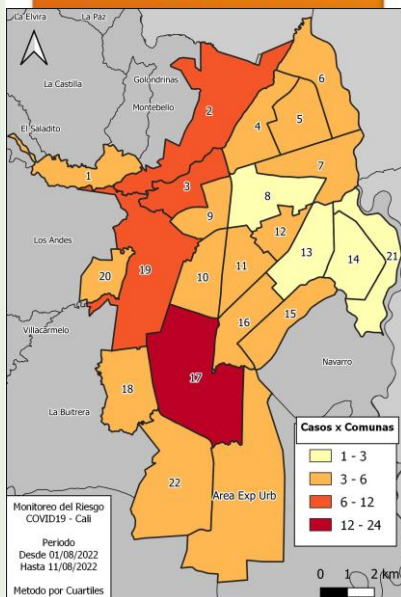 La Elvira
La Paz
La Castilla
Golondrinas
Montebello
El Saladito
Los Andes
Villacarmelo
La Buitrera
Navarro
1
2
3
4
5
6
7
8
9
10
11
12
13
14
21
15
16
17
18
19
20
22
Area Exp Urb
Casos x Comunas
1 - 3
3 - 6
6 - 12
12 - 24
Monitoreo del Riesgo
COVID19 - Cali
Periodo
Desde 01/08/2022
Hasta 11/08/2022
Metodo por Cuartiles
0 1 2 km